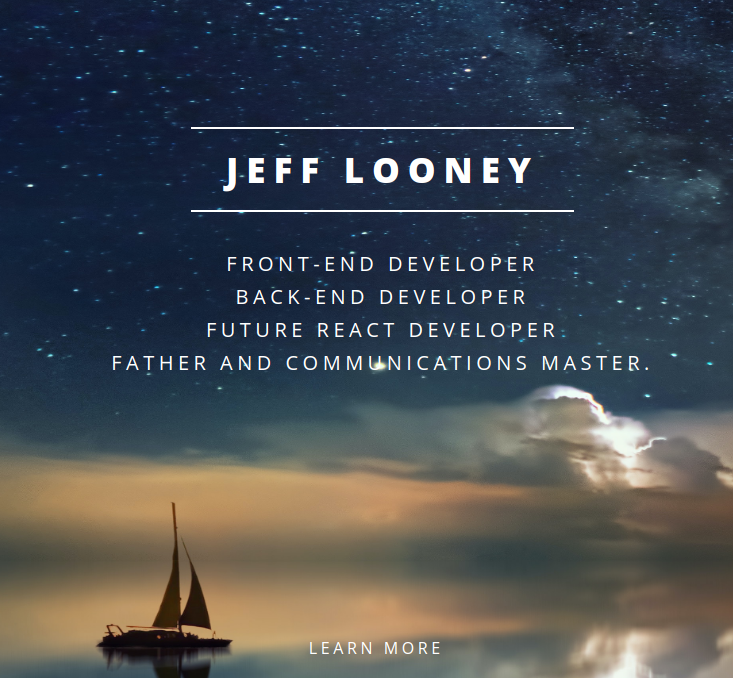 JEFF LOONEY
FRONT-END DEVELOPER
BACK-END DEVELOPER
FUTURE REACT DEVELOPER
FATHER AND COMMUNICATIONS MASTER.
LEARN MORE